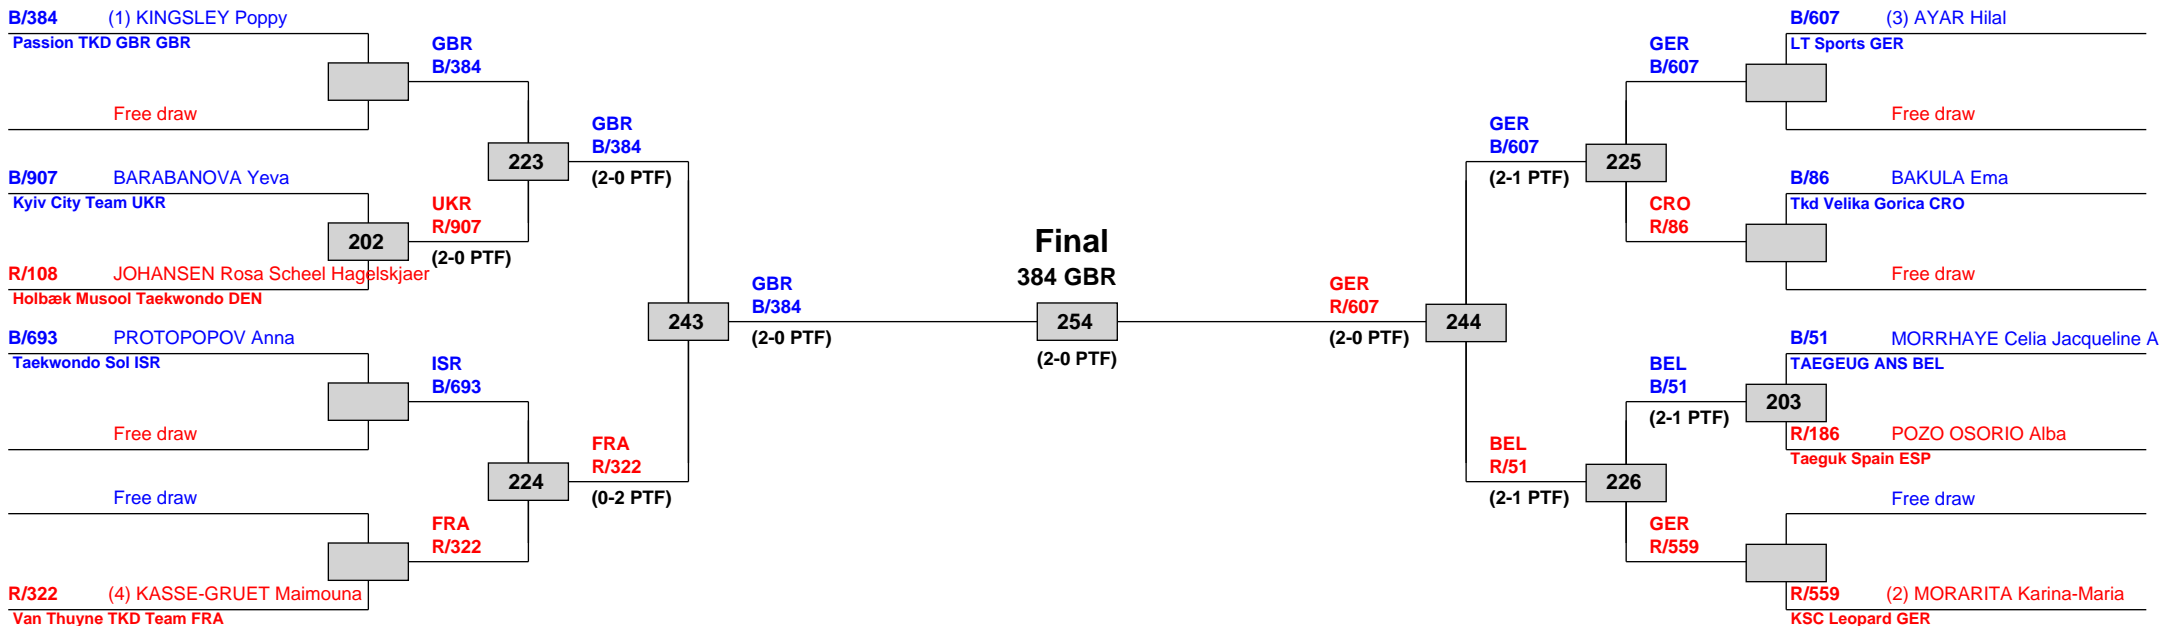 B/384 (1) KINGSLEY Poppy
Passion TKD GBR GBR
Free draw
B/907 BARABANOVA Yeva
Kyiv City Team UKR
202
R/108 JOHANSEN Rosa Scheel Hagelskjaer
Holbæk Musool Taekwondo DEN
B/693 PROTOPOPOV Anna
Taekwondo Sol ISR
Free draw
Free draw
R/322 (4) KASSE-GRUET Maimouna
Van Thuyne TKD Team FRA
GBR
B/384
223
UKR
R/907
(2-0 PTF)
ISR
B/693
224
FRA
R/322
GBR
B/384
(2-0 PTF)
243
FRA
R/322
(0-2 PTF)
GBR
B/384
(2-0 PTF)
Final
384 GBR
254
(2-0 PTF)
GER
R/607
(2-0 PTF)
GER
B/607
(2-1 PTF)
244
BEL
R/51
(2-1 PTF)
GER
B/607
225
CRO
R/86
BEL
B/51
(2-1 PTF)
226
GER
R/559
B/607 (3) AYAR Hilal
LT Sports GER
Free draw
B/86 BAKULA Ema
Tkd Velika Gorica CRO
Free draw
B/51 MORRHAYE Celia Jacqueline A
TAEGEUG ANS BEL
203
R/186 POZO OSORIO Alba
Taeguk Spain ESP
Free draw
R/559 (2) MORARITA Karina-Maria
KSC Leopard GER